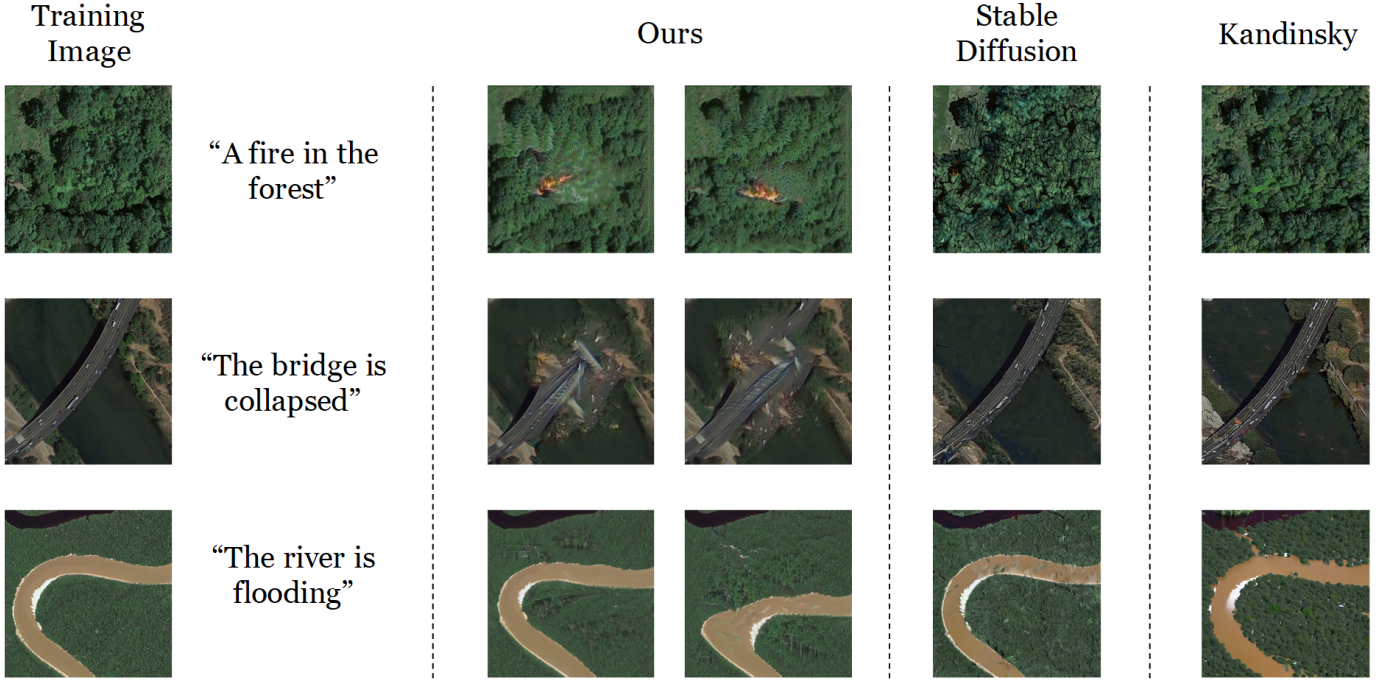 Training
Image
Ours
Stable
Diffusion
Kandinsky
“A fire in the
forest”
“The bridge is
collapsed”
“The river is
flooding”